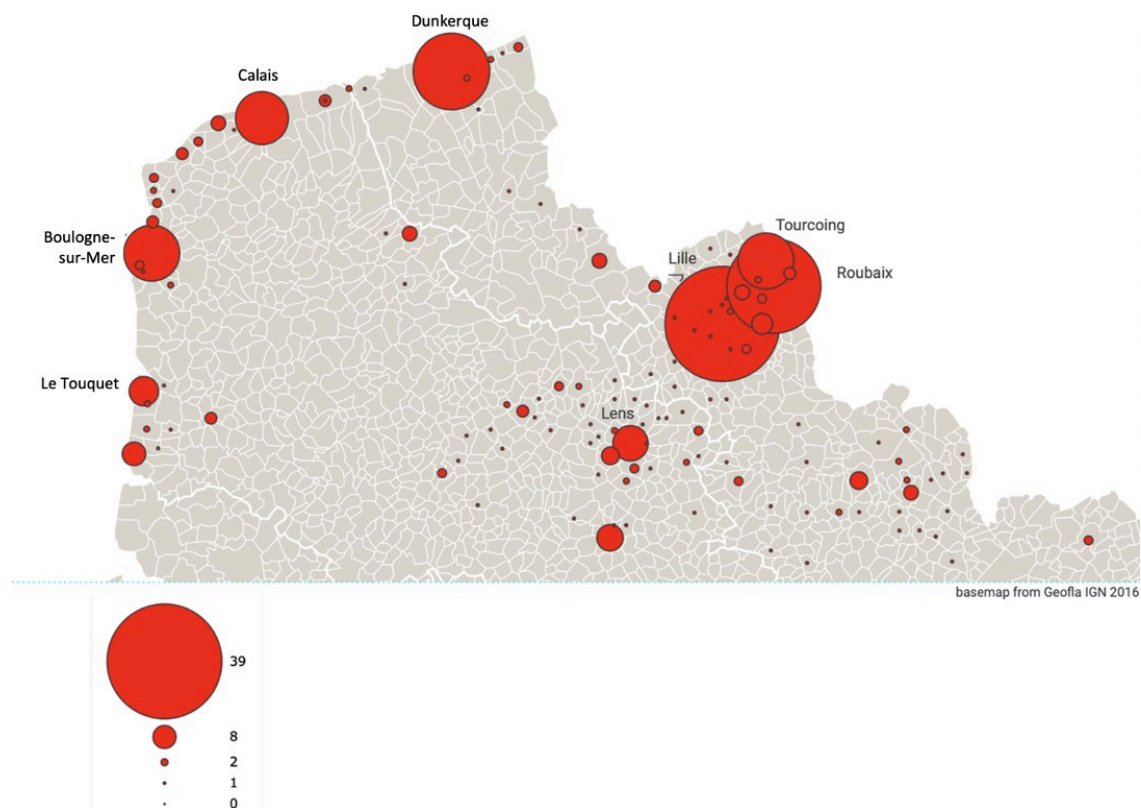 Dunkerque
Calais
Tourcoing
Boulogne-
sur-Mer
Lille
Roubaix
Le Touquet
Lens
basemap from Geofla IGN 2016
39
8
2
1
0